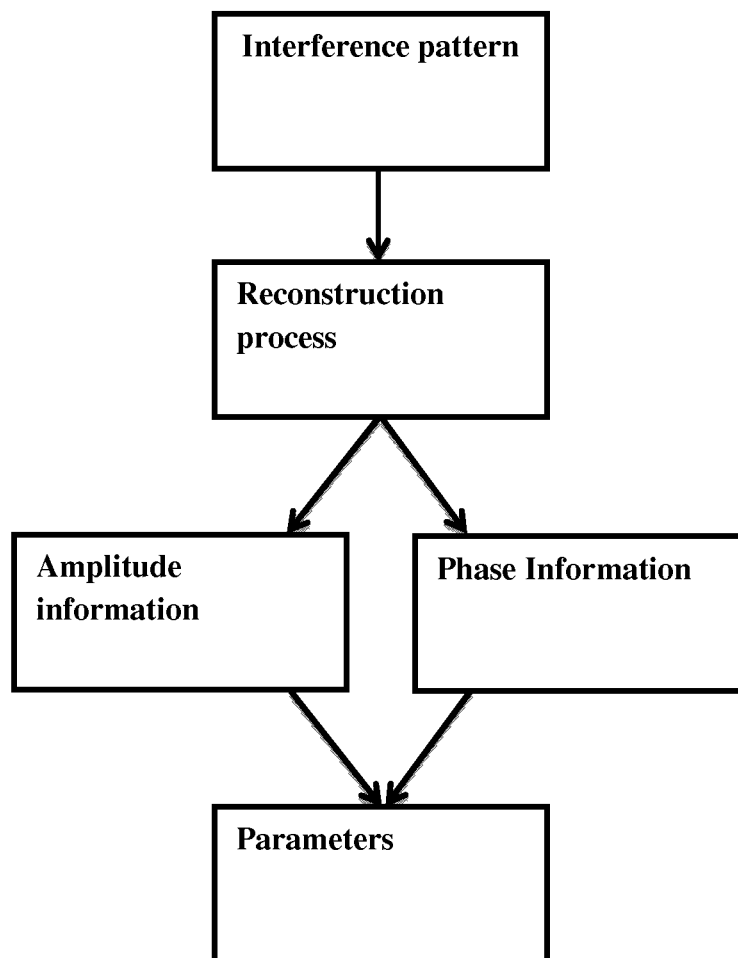 Interference pattern
Reconstruction
process
Amplitude
information
Phase Information
Parameters